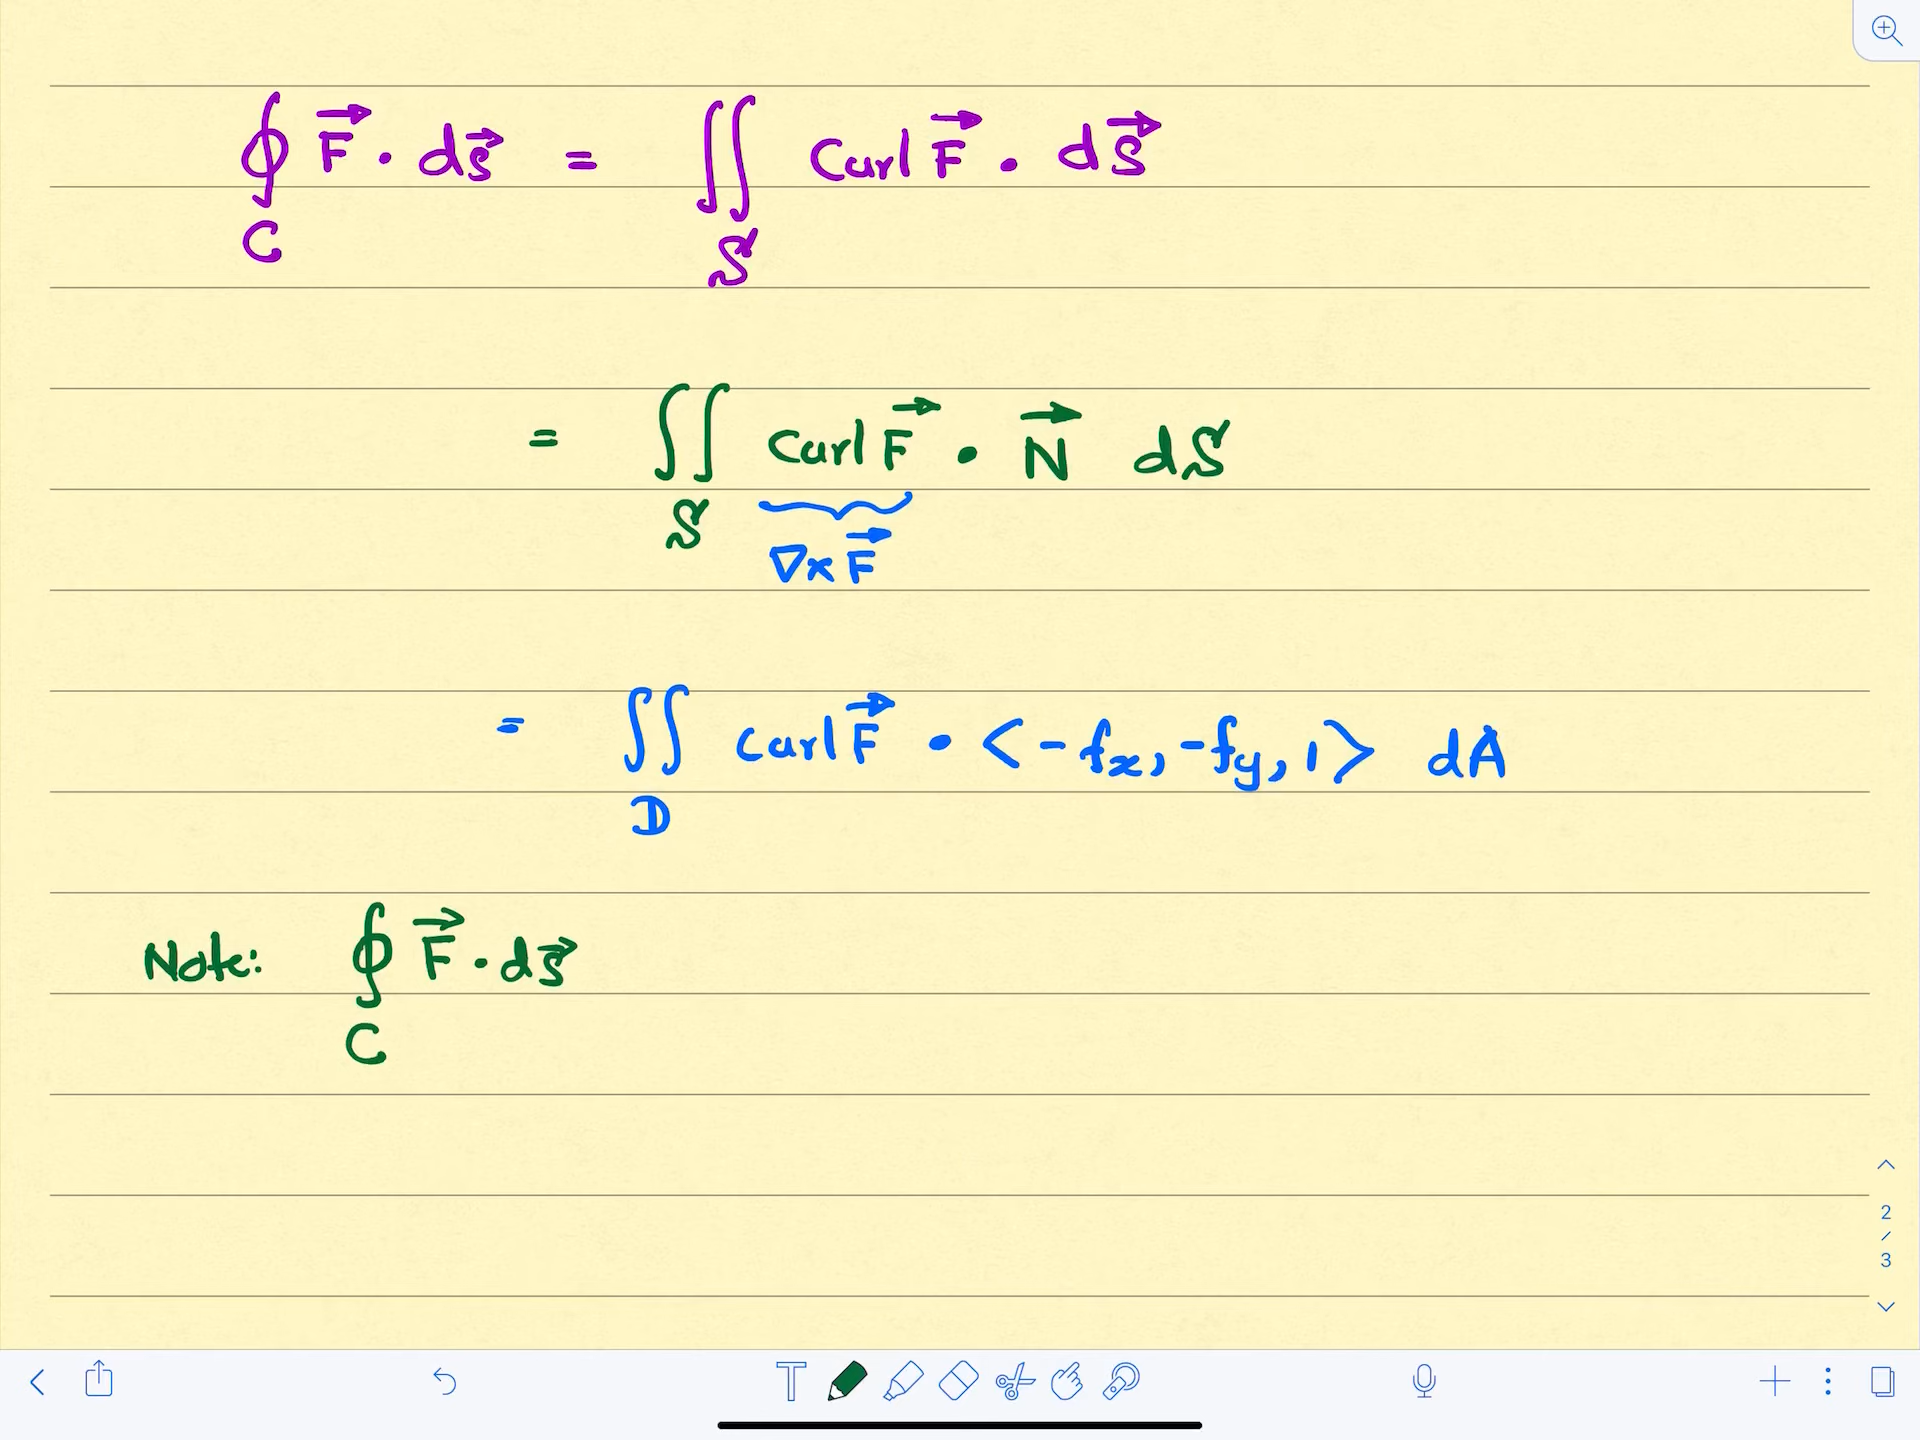 ∮_C F⃗ · ds⃗ = ∬_S Curl F⃗ · dS⃗
= ∬_S Curl F⃗ · N⃗ dS
∇×F⃗
= ∬_D Curl F⃗ · <-f_x, -f_y, 1> dA
Note: ∮_C F⃗ · ds⃗
2
/
3
T